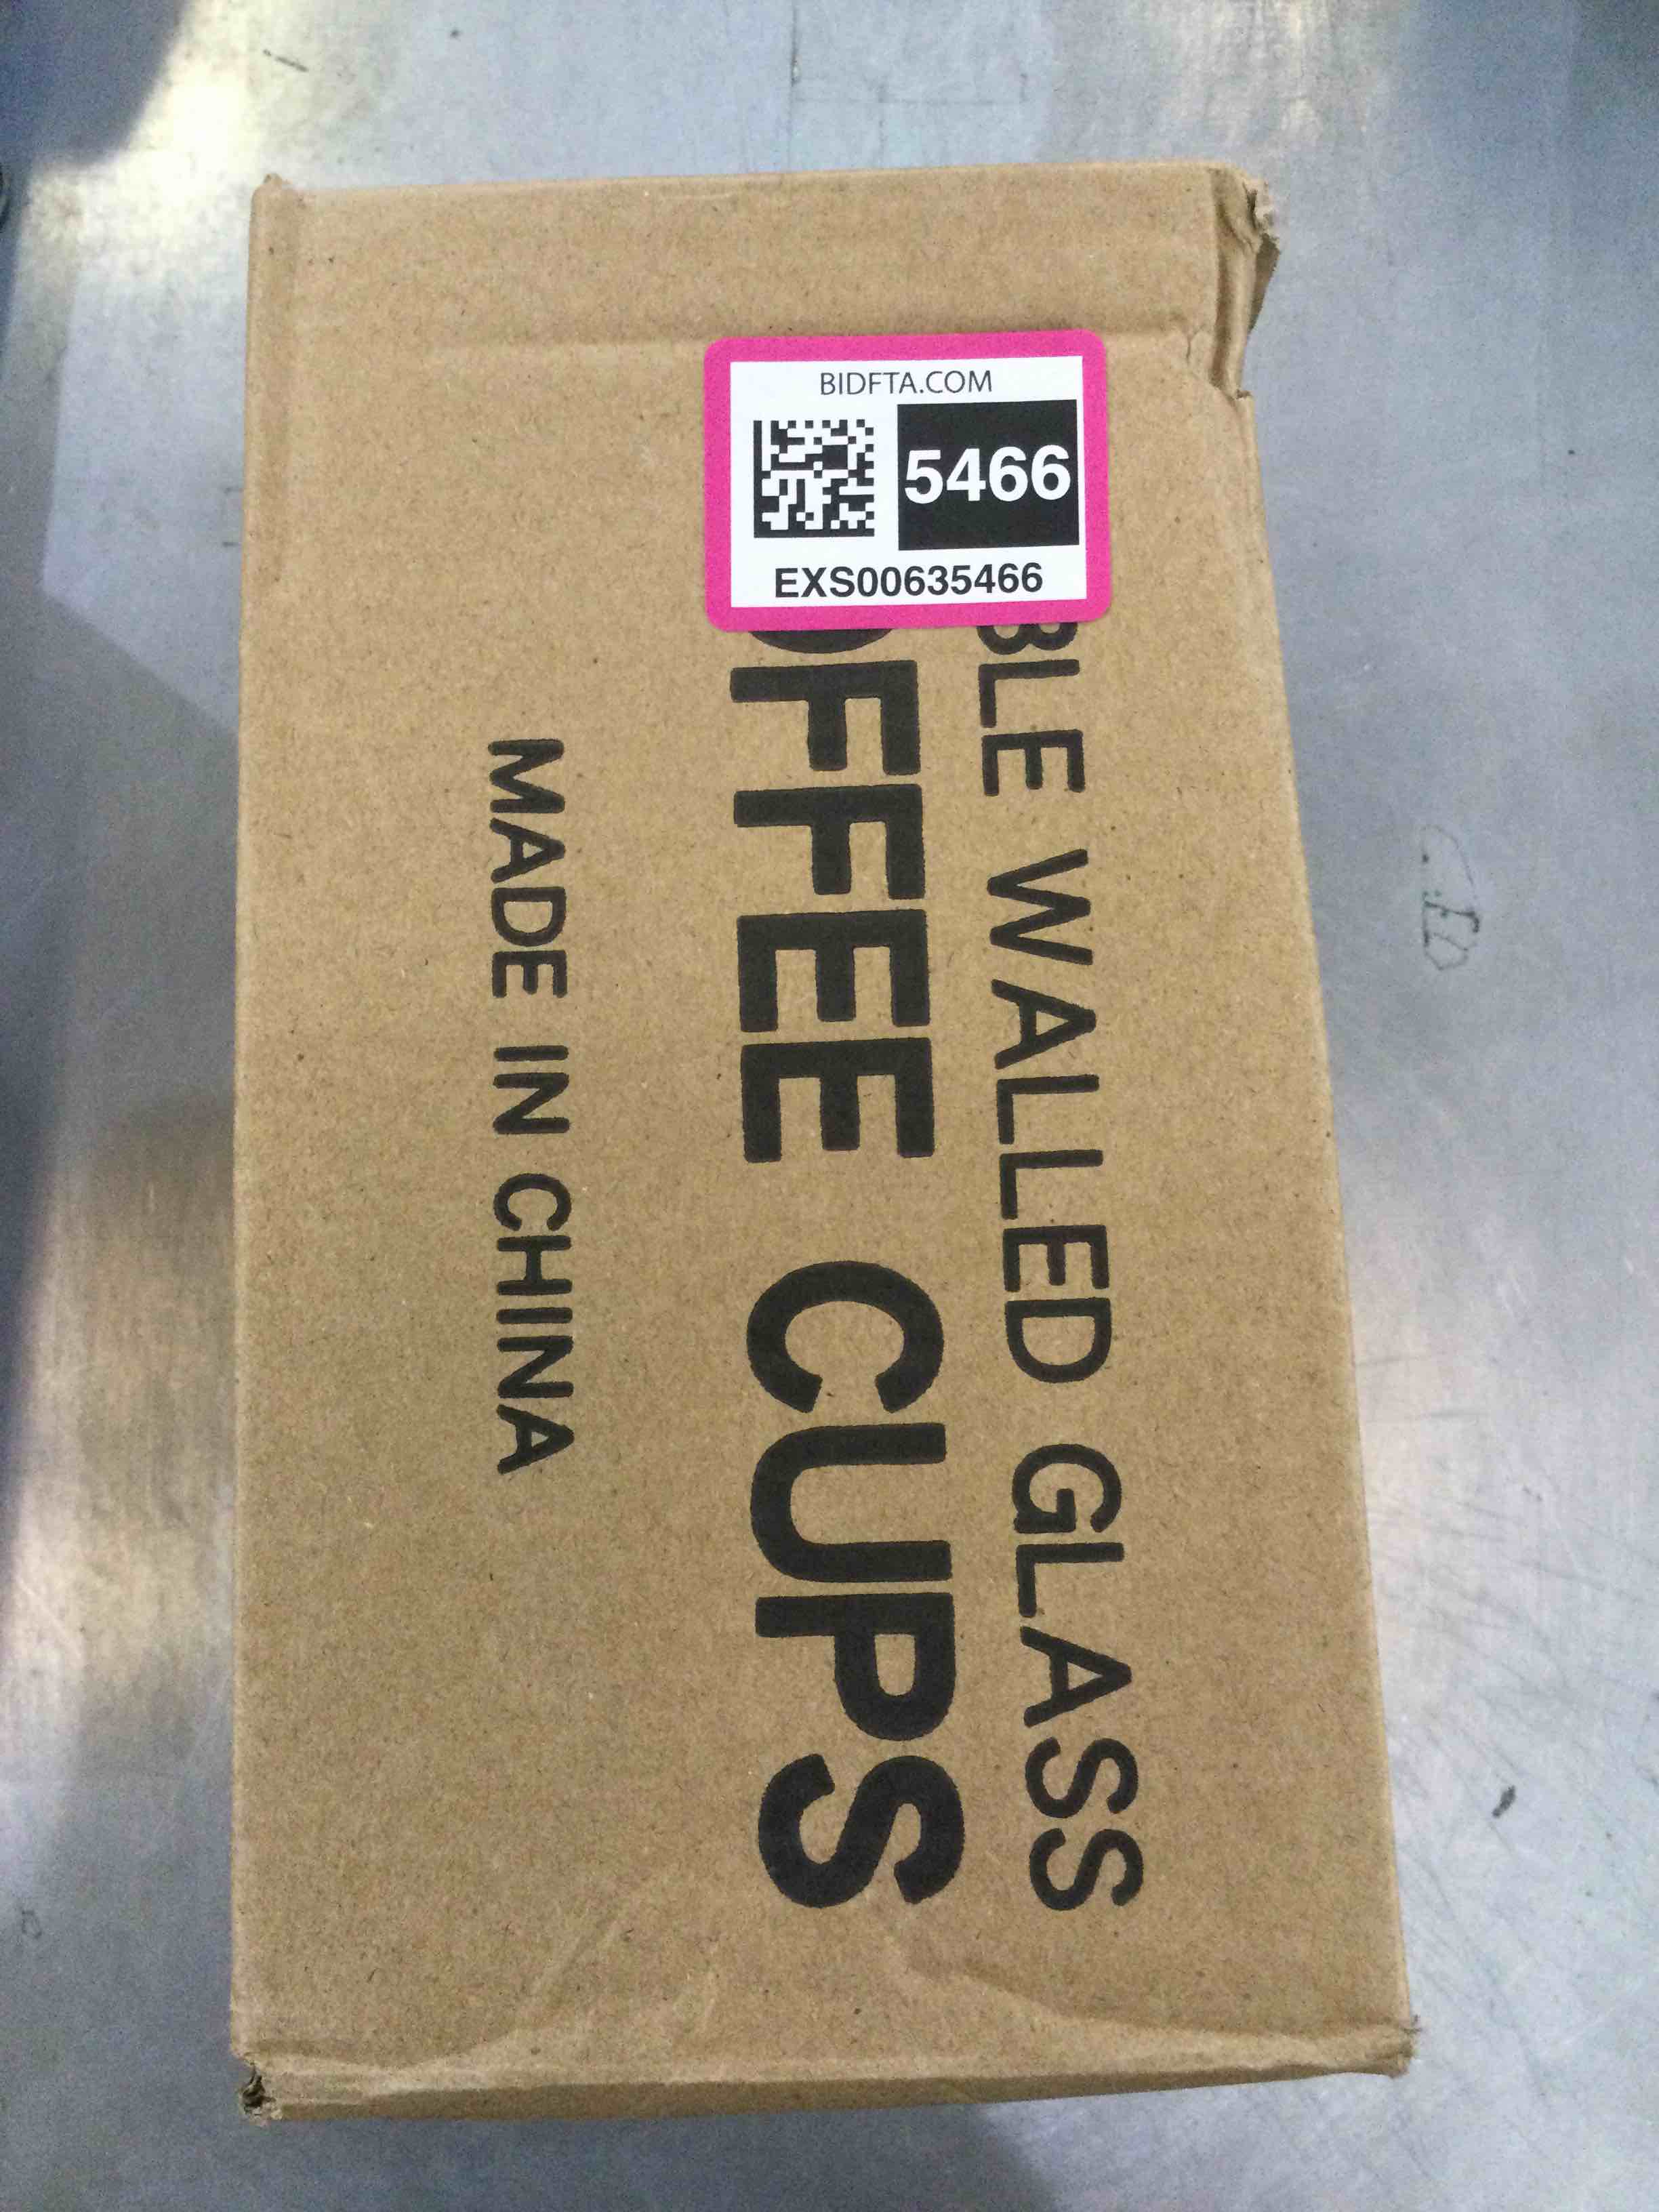 BIDFTA.COM
5466
EXS00635466
BLE WALLED GLASS
OFFEE CUPS
MADE IN CHINA